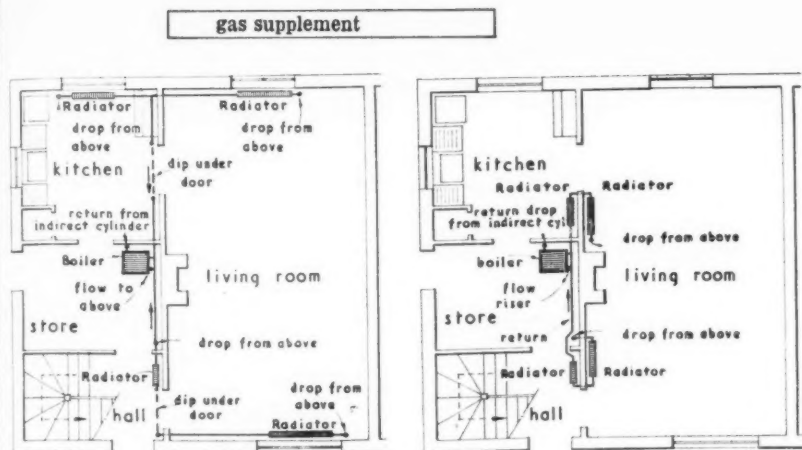 gas supplement
Radiator
Radiator
drop from
above
drop from
above
kitchen
dip under
door
return from
indirect cylinder
Boiler
flow to
above
living room
store
drop from above
Radiator
dip under
door
hall
drop from
above
Radiator
kitchen
Radiator
Radiator
return drop
from indirect cyl
drop from above
boiler
living room
flow
riser
store
return
drop from above
Radiator
Radiator
hall